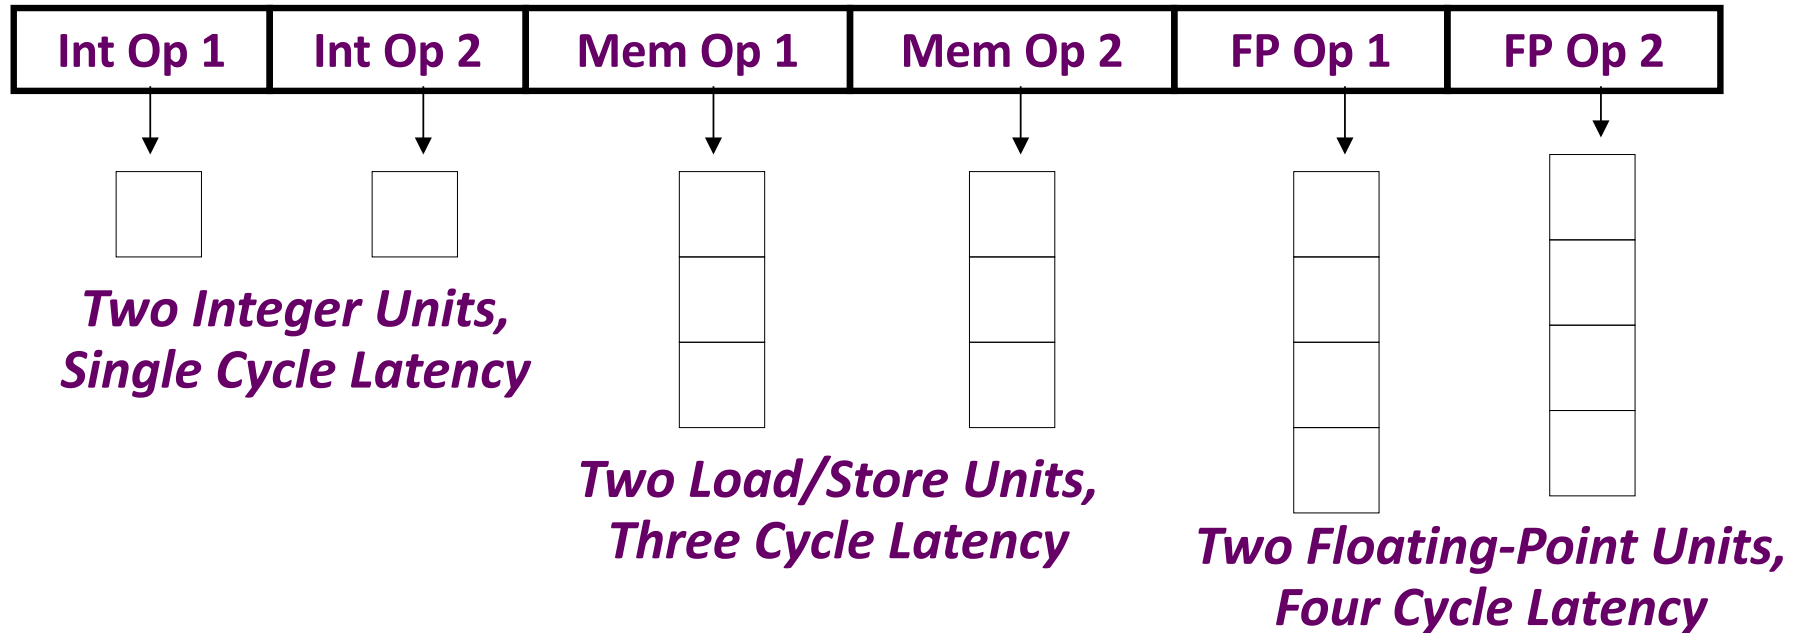 Int Op 1 Int Op 2 Mem Op 1 Mem Op 2 FP Op 1 FP Op 2
Two Integer Units,
Single Cycle Latency
Two Load/Store Units,
Three Cycle Latency
Two Floating-Point Units,
Four Cycle Latency